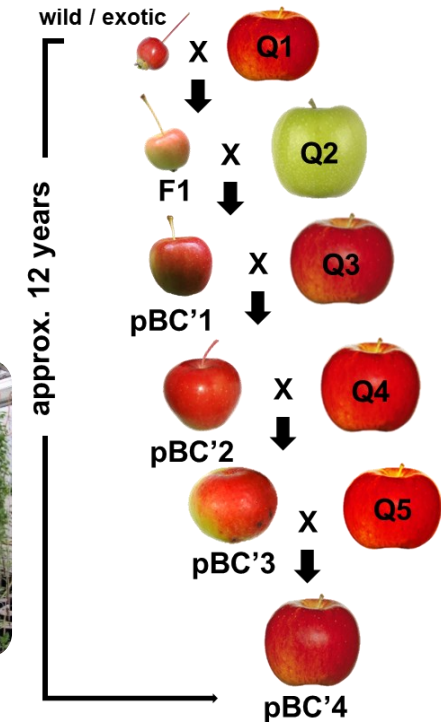 wild / exotic
X
Q1
X
Q2
F1
X
Q3
pBC'1
X
Q4
pBC'2
X
Q5
pBC'3
pBC'4
approx. 12 years